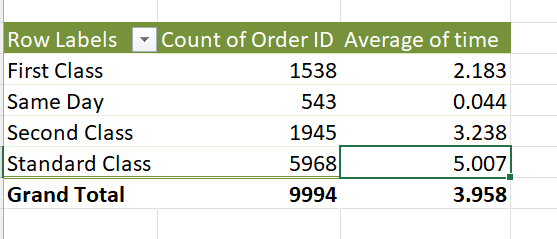 Row Labels Count of Order ID Average of time
First Class 1538 2.183
Same Day 543 0.044
Second Class 1945 3.238
Standard Class 5968 5.007
Grand Total 9994 3.958